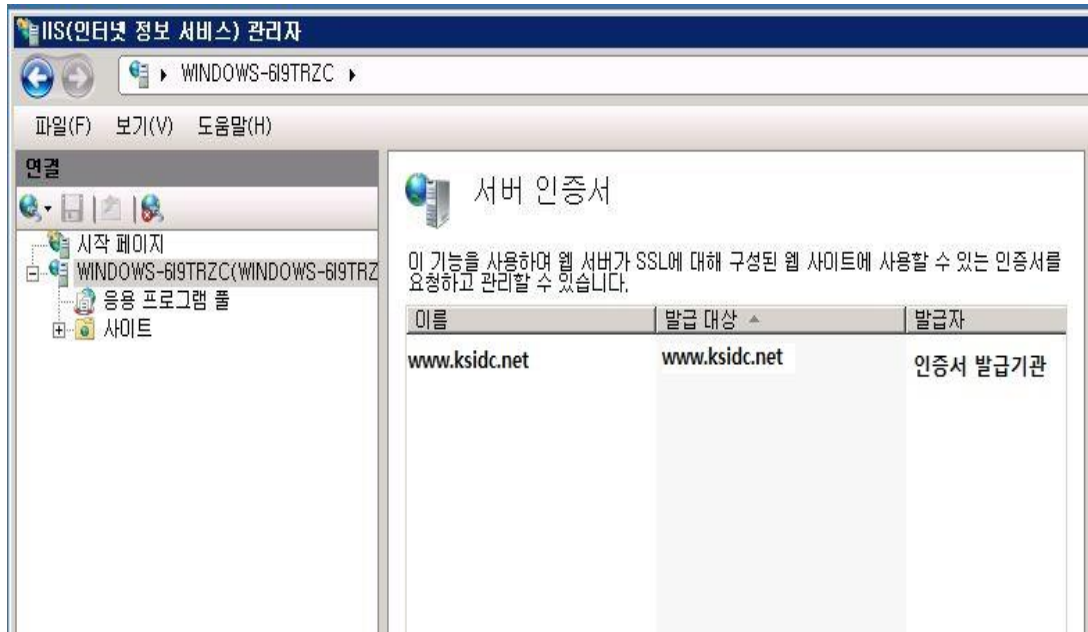 IIS(인터넷 정보 서비스) 관리자
WINDOWS-6I9TRZC
파일(F) 보기(V) 도움말(H)
연결
시작 페이지
WINDOWS-6I9TRZC(WINDOWS-6I9TRZ
응용 프로그램 풀
사이트
서버 인증서
이 기능을 사용하여 웹 서버가 SSL에 대해 구성된 웹 사이트에 사용할 수 있는 인증서를
요청하고 관리할 수 있습니다.
이름 발급 대상 발급자
www.ksidc.net www.ksidc.net 인증서 발급기관